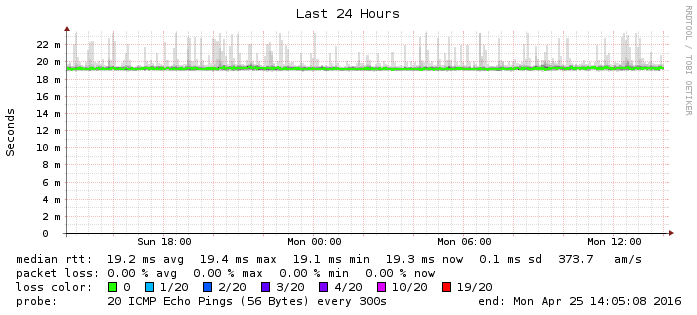 Last 24 Hours
RRDTOOL / TOBI OETIKER
Seconds
22 m
20 m
18 m
16 m
14 m
12 m
10 m
8 m
6 m
4 m
2 m
0
Sun 18:00 Mon 00:00 Mon 06:00 Mon 12:00
median rtt: 19.2 ms avg 19.4 ms max 19.1 ms min 19.3 ms now 0.1 ms sd 373.7 am/s
packet loss: 0.00 % avg 0.00 % max 0.00 % min 0.00 % now
loss color: 0 1/20 2/20 3/20 4/20 10/20 19/20
probe: 20 ICMP Echo Pings (56 Bytes) every 300s end: Mon Apr 25 14:05:08 2016